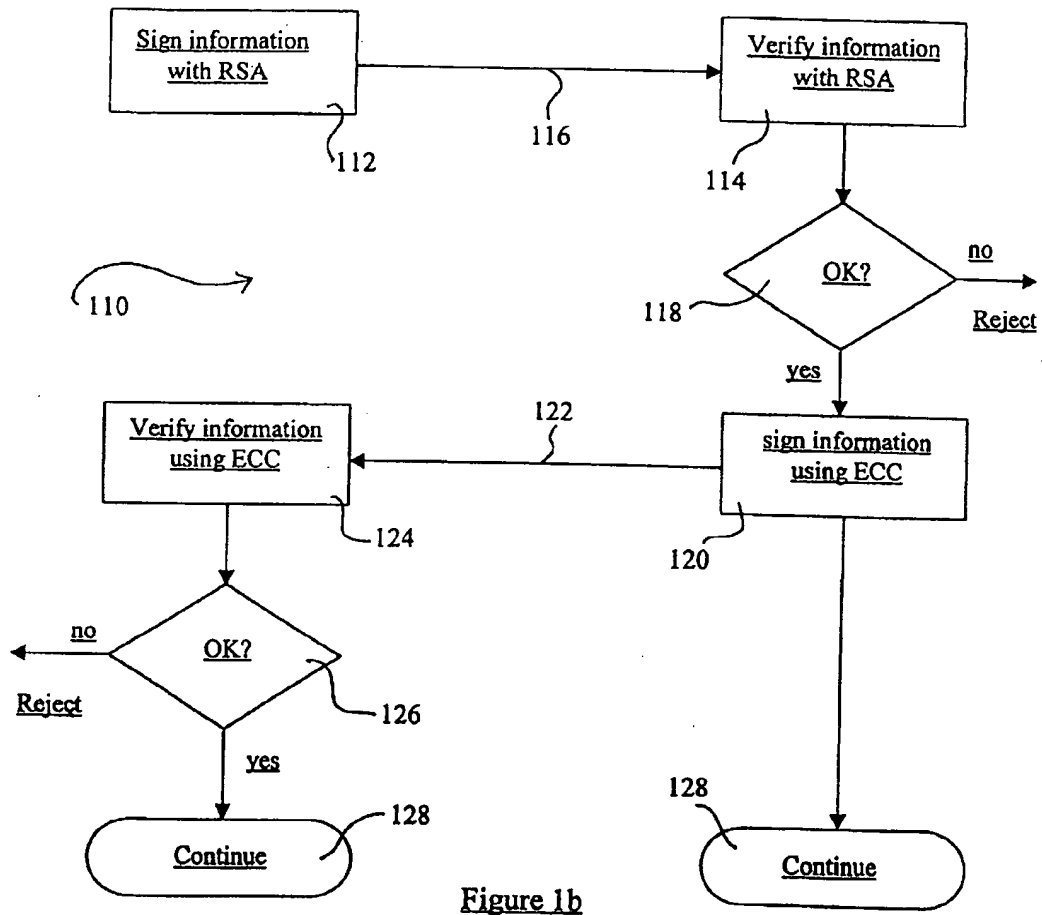 Sign information
with RSA
112
116
Verify information
with RSA
114
110
OK?
118
no
Reject
yes
Verify information
using ECC
124
122
sign information
using ECC
120
OK?
126
no
Reject
yes
Continue
128
128
Continue
Figure 1b